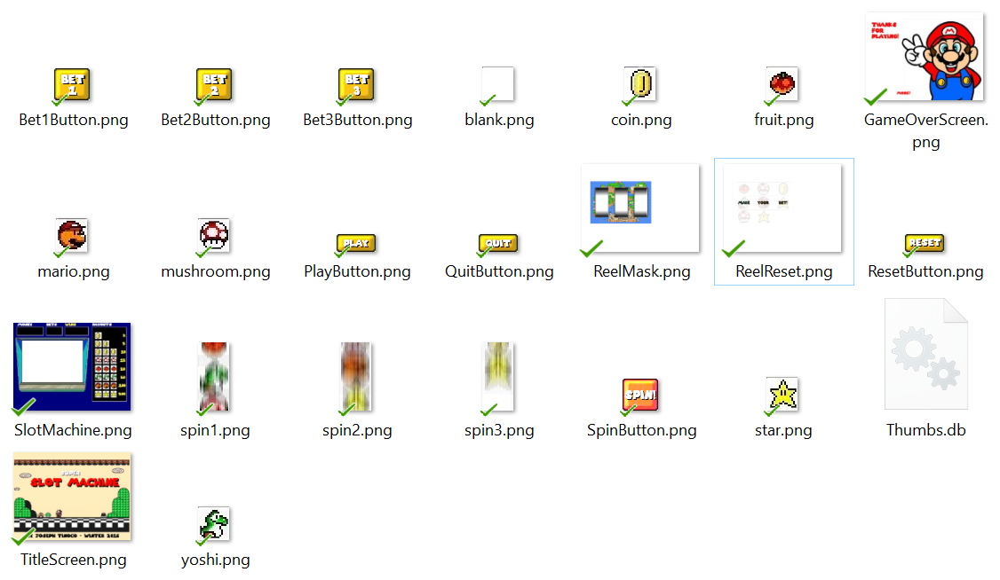 BET
1
BET
2
BET
3
THANKS
FOR
PLAYING!
Bet1Button.png
Bet2Button.png
Bet3Button.png
blank.png
coin.png
fruit.png
GameOverScreen.
png
PLAY
QUIT
MAKE YOUR BET!
RESET
mario.png
mushroom.png
PlayButton.png
QuitButton.png
ReelMask.png
ReelReset.png
ResetButton.png
SPIN!
SlotMachine.png
spin1.png
spin2.png
spin3.png
SpinButton.png
star.png
Thumbs.db
SUPER
SLOT MACHINE
JOSEPH TINOCO - WINTER 2016
TitleScreen.png
yoshi.png